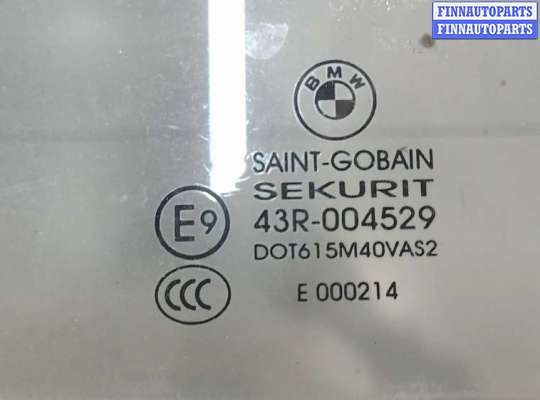 FINNAUTOPARTS
FINNAUTOPARTS
BMW
SAINT-GOBAIN
SEKURIT
E9 43R-004529
DOT615M40VAS2
CCC E 000214